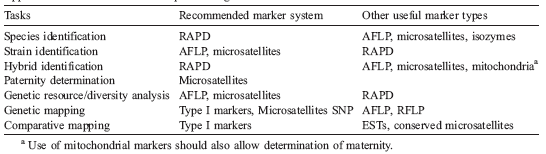 Tasks Recommended marker system Other useful marker types
Species identification RAPD AFLP, microsatellites, isozymes
Strain identification AFLP, microsatellites RAPD
Hybrid identification RAPD AFLP, microsatellites, mitochondria^a
Paternity determination Microsatellites
Genetic resource/diversity analysis AFLP, microsatellites RAPD
Genetic mapping Type I markers, Microsatellites SNP AFLP, RFLP
Comparative mapping Type I markers ESTs, conserved microsatellites
^a Use of mitochondrial markers should also allow determination of maternity.